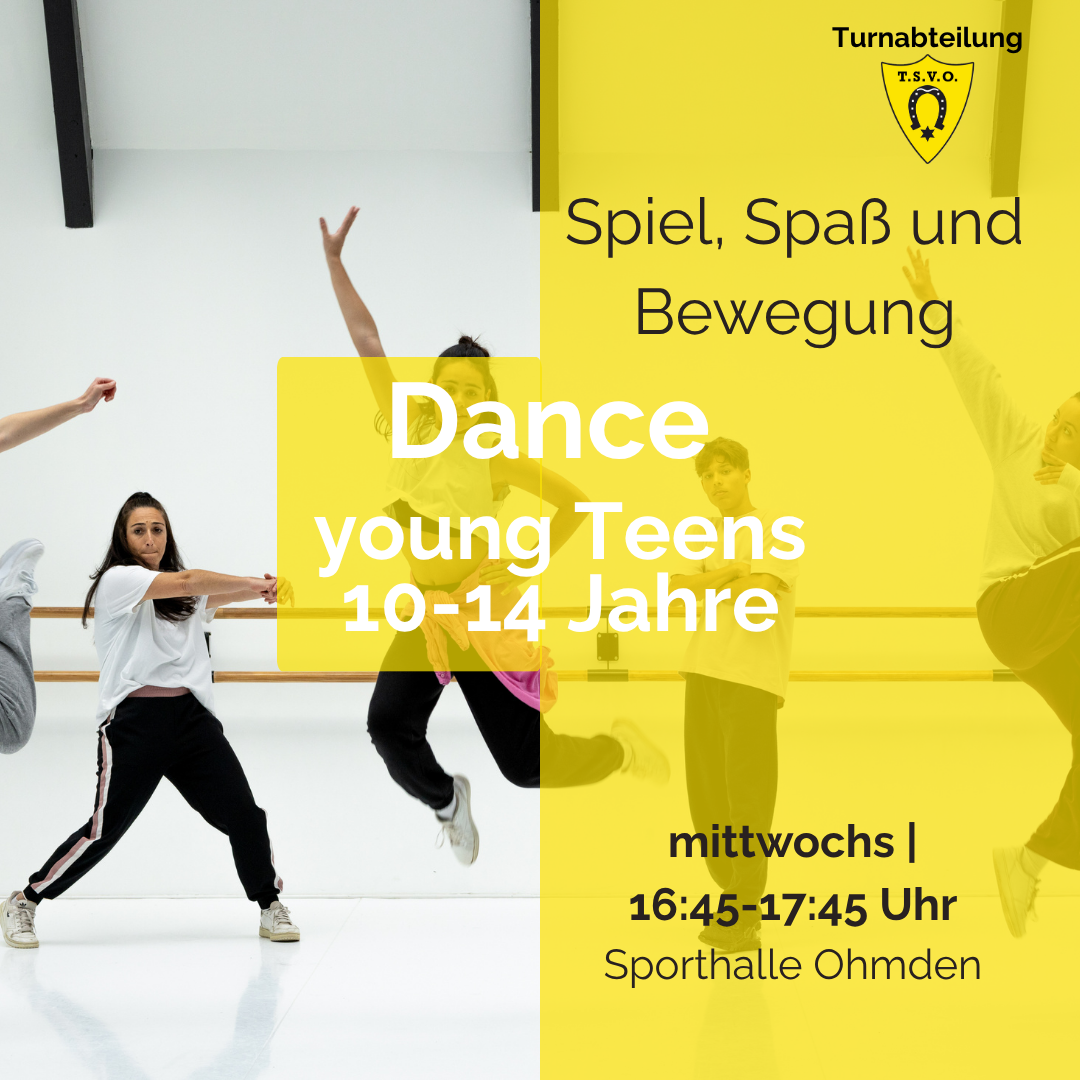 Turnabteilung
T.S.V.O.
Spiel, Spaß und
Bewegung
Dance
young Teens
10-14 Jahre
mittwochs |
16:45-17:45 Uhr
Sporthalle Ohmden